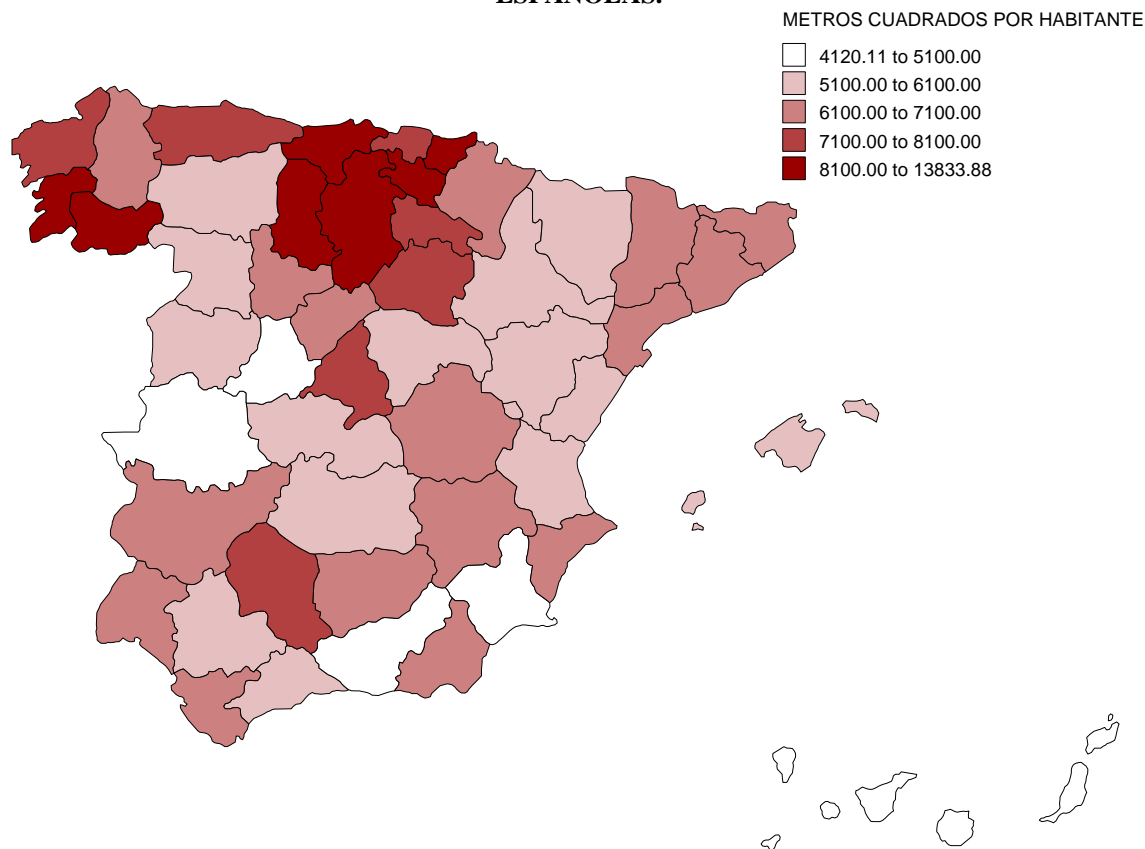 ESPAÑOLAS.
METROS CUADRADOS POR HABITANTE
4120.11 to 5100.00
5100.00 to 6100.00
6100.00 to 7100.00
7100.00 to 8100.00
8100.00 to 13833.88